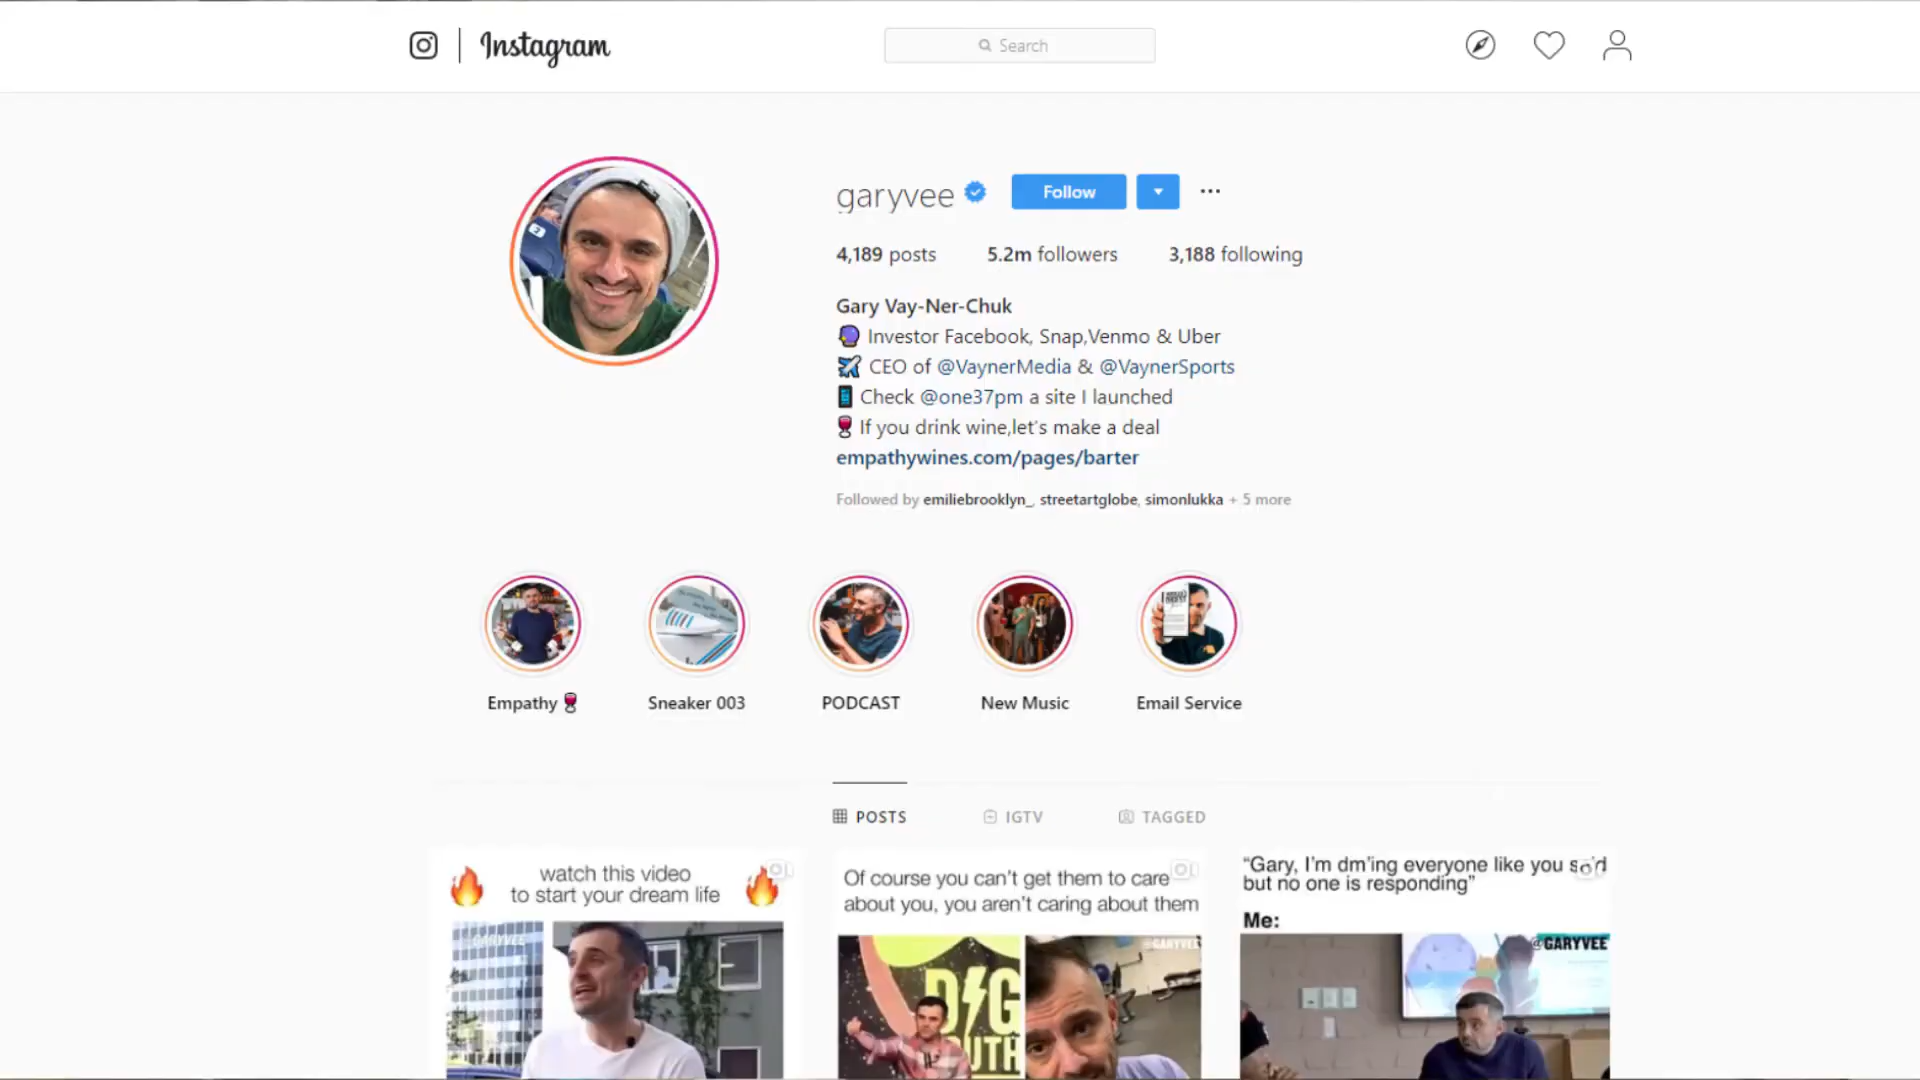 Instagram
Search
garyvee
Follow
4,189 posts 5.2m followers 3,188 following
Gary Vay-Ner-Chuk
🔮 Investor Facebook, Snap,Venmo & Uber
✈️ CEO of @VaynerMedia & @VaynerSports
📱 Check @one37pm a site I launched
🍷 If you drink wine,let's make a deal
empathywines.com/pages/barter
Followed by emiliebrooklyn_, streetartglobe, simonlukka + 5 more
Empathy 🍷 Sneaker 003 PODCAST New Music Email Service
POSTS IGTV TAGGED
watch this video
to start your dream life
@GARYVEE
Of course you can't get them to care
about you, you aren't caring about them
@GARYVEE
"Gary, I'm dm'ing everyone like you said
but no one is responding"
Me:
@GARYVEE